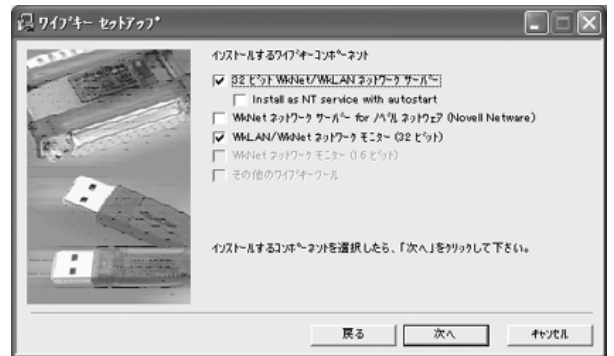 ワイブキー セットアップ
インストールするワイブキーコンポーネント
32 ビット WkNet/WkLAN ネットワーク サーバー
Install as NT service with autostart
WkNet ネットワーク サーバー for ノベル ネットウェア (Novell Netware)
WkLAN/WkNet ネットワーク モニター (32 ビット)
WkNet ネットワーク モニター (16 ビット)
その他のワイブキーツール
インストールするコンポーネントを選択したら、「次へ」をクリックして下さい。
戻る
次へ
キャンセル